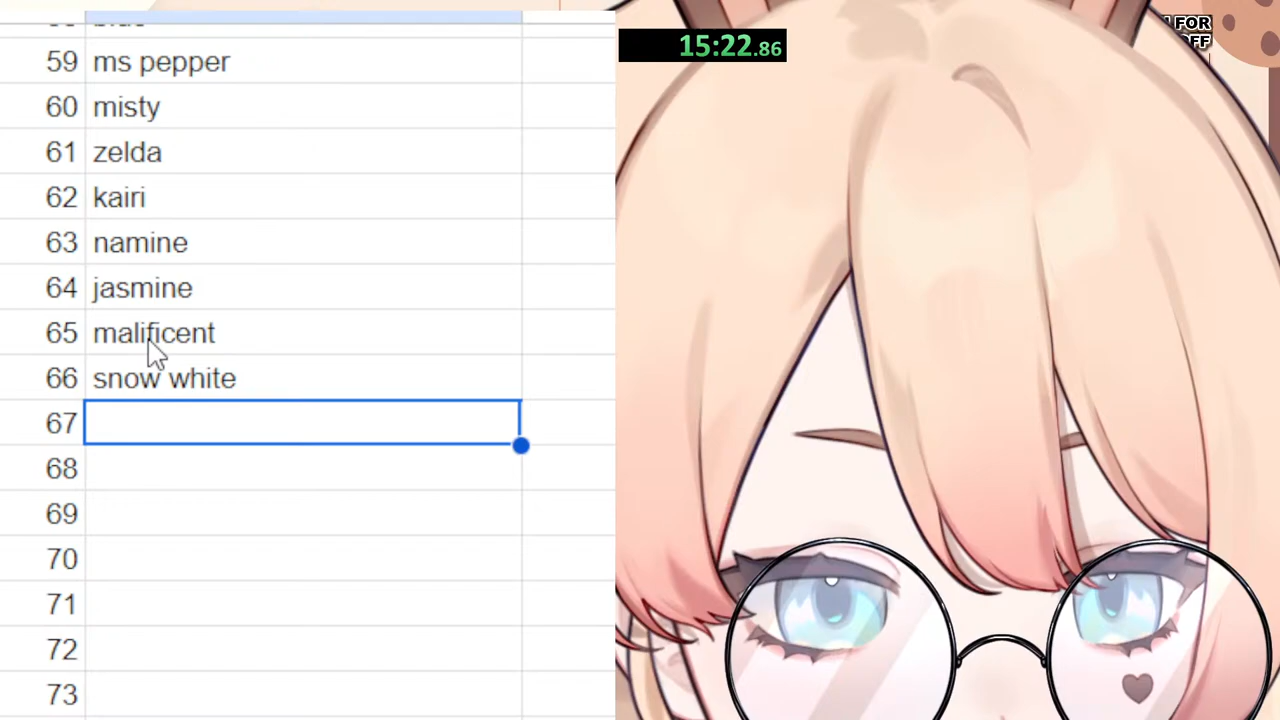 59 ms pepper
60 misty
61 zelda
62 kairi
63 namine
64 jasmine
65 malificent
66 snow white
67
68
69
70
71
72
73
15:22.86
FOR